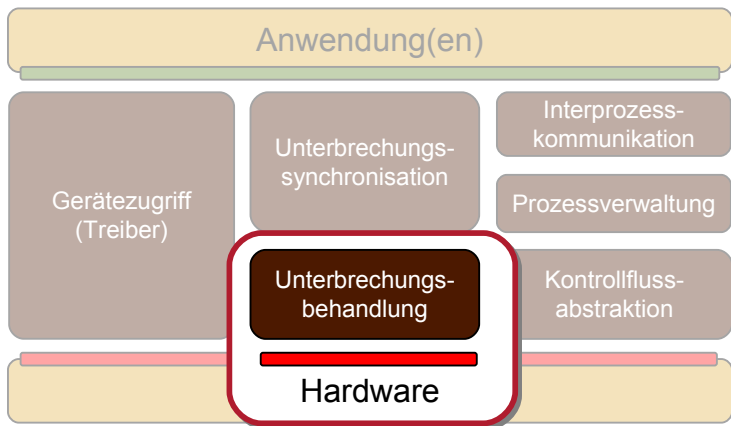 Anwendung(en)
Gerätezugriff
(Treiber)
Unterbrechungs-
synchronisation
Interprozess-
kommunikation
Prozessverwaltung
Unterbrechungs-
behandlung
Kontrollfluss-
abstraktion
Hardware